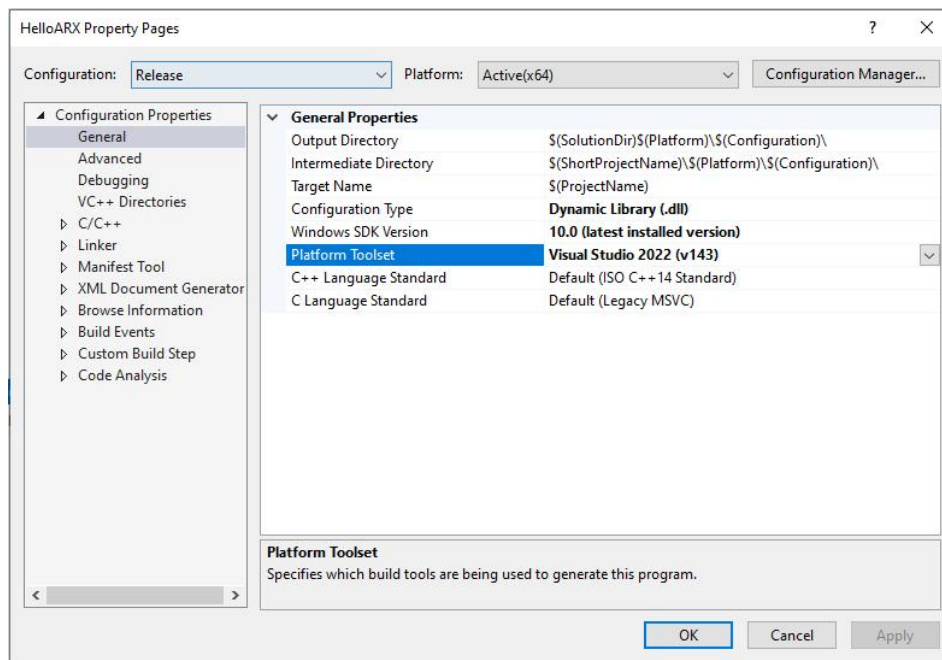 HelloARX Property Pages
Configuration: Release Platform: Active(x64) Configuration Manager...
Configuration Properties
General
Advanced
Debugging
VC++ Directories
C/C++
Linker
Manifest Tool
XML Document Generator
Browse Information
Build Events
Custom Build Step
Code Analysis
General Properties
Output Directory $(SolutionDir)$(Platform)\$(Configuration)\
Intermediate Directory $(ShortProjectName)\$(Platform)\$(Configuration)\
Target Name $(ProjectName)
Configuration Type Dynamic Library (.dll)
Windows SDK Version 10.0 (latest installed version)
Platform Toolset Visual Studio 2022 (v143)
C++ Language Standard Default (ISO C++14 Standard)
C Language Standard Default (Legacy MSVC)
Platform Toolset
Specifies which build tools are being used to generate this program.
OK Cancel Apply